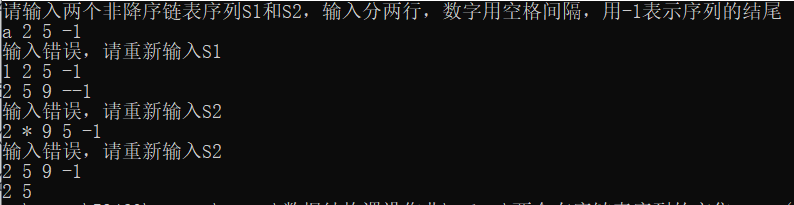 请输入两个非降序链表序列S1和S2，输入分两行，数字用空格间隔，用-1表示序列的结尾
a 2 5 -1
输入错误，请重新输入S1
1 2 5 -1
2 5 9 --1
输入错误，请重新输入S2
2 * 9 5 -1
输入错误，请重新输入S2
2 5 9 -1
2 5